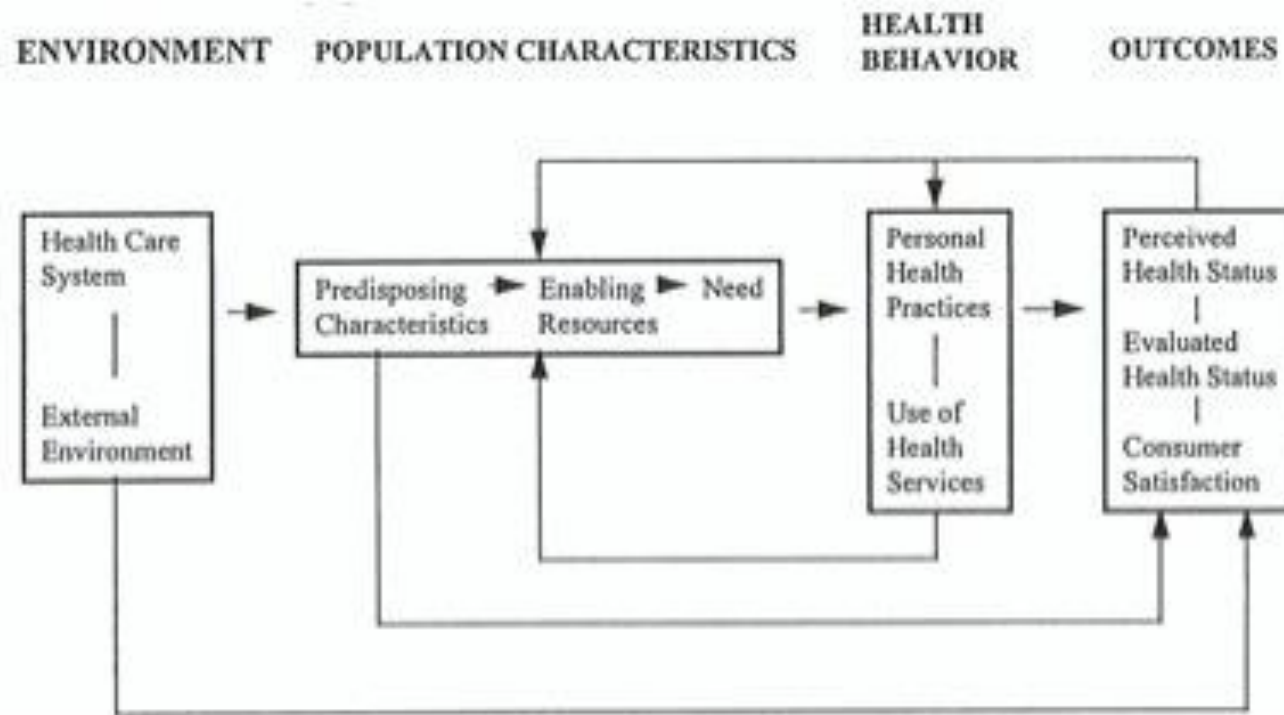 ENVIRONMENT
POPULATION CHARACTERISTICS
HEALTH
BEHAVIOR
OUTCOMES
Health Care
System
External
Environment
Predisposing
Characteristics
Enabling
Resources
Need
Personal
Health
Practices
Use of
Health
Services
Perceived
Health Status
Evaluated
Health Status
Consumer
Satisfaction